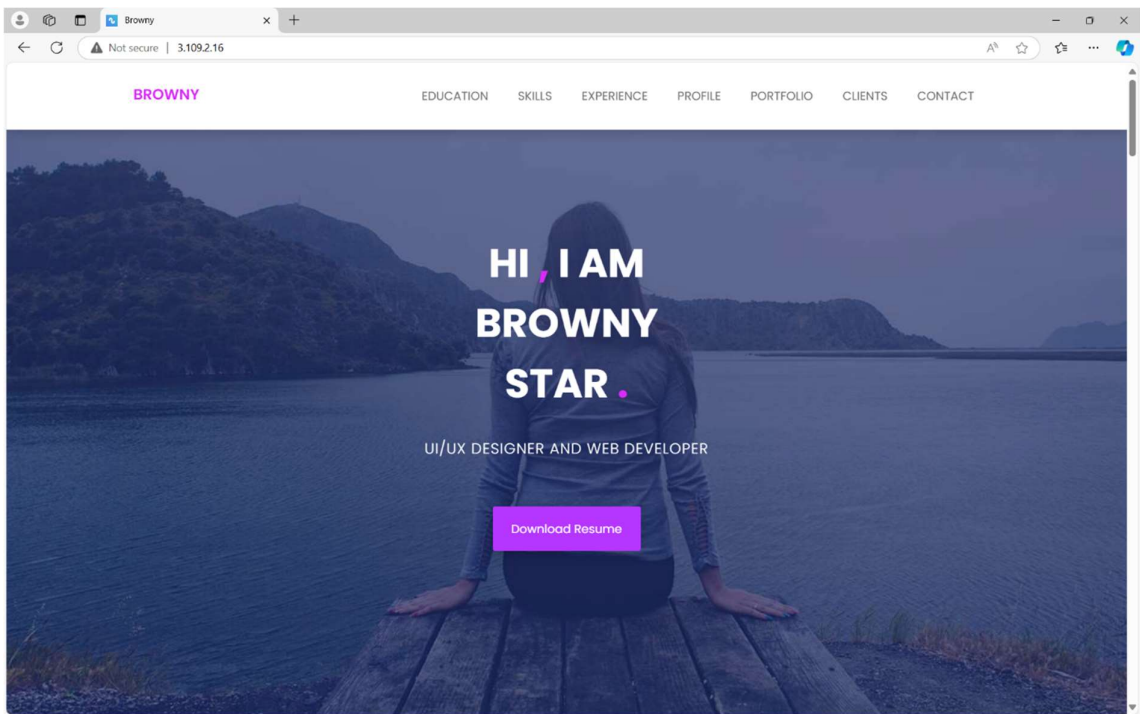 Browny
Not secure | 3.109.2.16
BROWNY
EDUCATION SKILLS EXPERIENCE PROFILE PORTFOLIO CLIENTS CONTACT
HI , I AM
BROWNY
STAR .
UI/UX DESIGNER AND WEB DEVELOPER
Download Resume